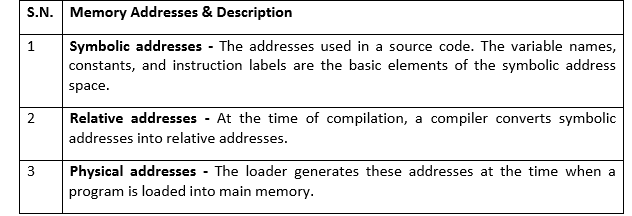 S.N. Memory Addresses & Description
1 Symbolic addresses - The addresses used in a source code. The variable names,
constants, and instruction labels are the basic elements of the symbolic address
space.
2 Relative addresses - At the time of compilation, a compiler converts symbolic
addresses into relative addresses.
3 Physical addresses - The loader generates these addresses at the time when a
program is loaded into main memory.